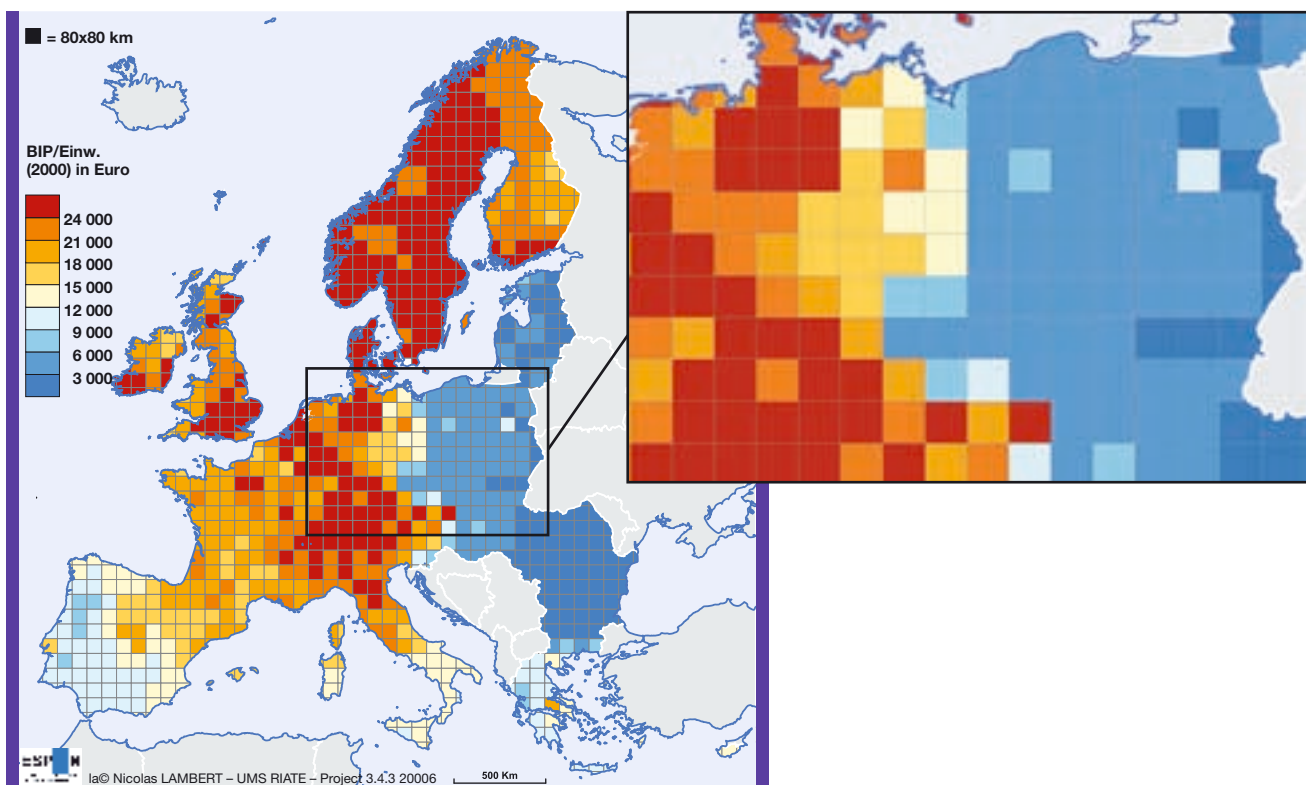 = 80x80 km
BIP/Einw.
(2000) in Euro
24 000
21 000
18 000
15 000
12 000
9 000
6 000
3 000
la© Nicolas LAMBERT – UMS RIATE – Project 3.4.3 20006
500 Km